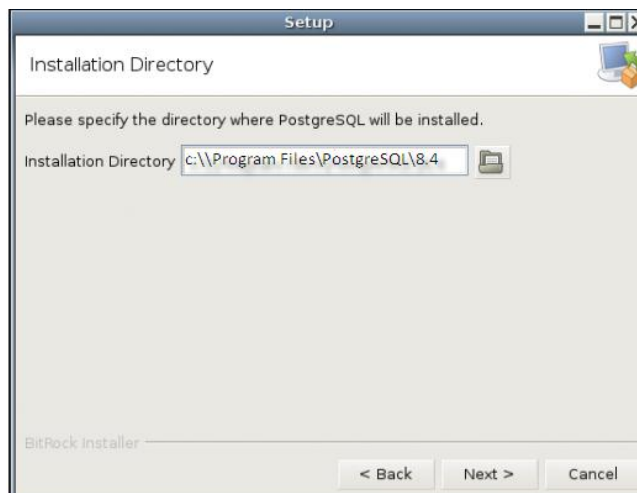 Setup
Installation Directory
Please specify the directory where PostgreSQL will be installed.
Installation Directory c:\\Program Files\PostgreSQL\8.4
BitRock Installer
< Back Next > Cancel